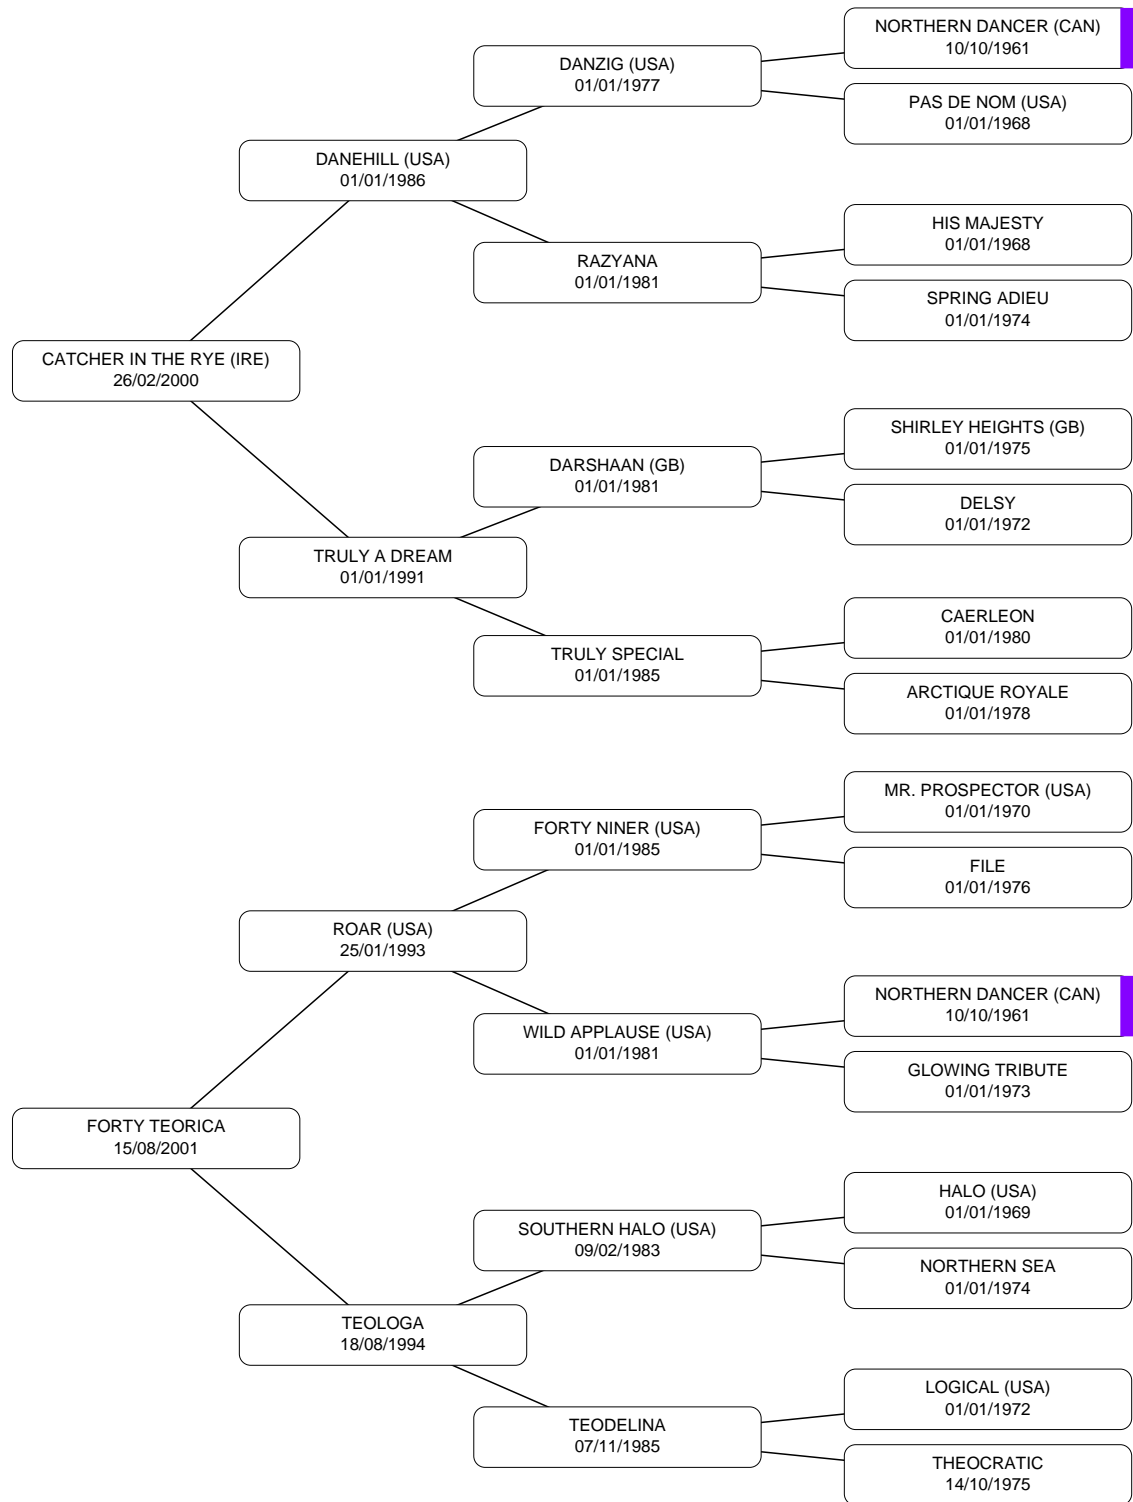 NORTHERN DANCER (CAN)
10/10/1961
DANZIG (USA)
01/01/1977
PAS DE NOM (USA)
01/01/1968
DANEHILL (USA)
01/01/1986
HIS MAJESTY
01/01/1968
RAZYANA
01/01/1981
SPRING ADIEU
01/01/1974
CATCHER IN THE RYE (IRE)
26/02/2000
SHIRLEY HEIGHTS (GB)
01/01/1975
DARSHAAN (GB)
01/01/1981
DELSY
01/01/1972
TRULY A DREAM
01/01/1991
CAERLEON
01/01/1980
TRULY SPECIAL
01/01/1985
ARCTIQUE ROYALE
01/01/1978
MR. PROSPECTOR (USA)
01/01/1970
FORTY NINER (USA)
01/01/1985
FILE
01/01/1976
ROAR (USA)
25/01/1993
NORTHERN DANCER (CAN)
10/10/1961
WILD APPLAUSE (USA)
01/01/1981
GLOWING TRIBUTE
01/01/1973
FORTY TEORICA
15/08/2001
HALO (USA)
01/01/1969
SOUTHERN HALO (USA)
09/02/1983
NORTHERN SEA
01/01/1974
TEOLOGA
18/08/1994
LOGICAL (USA)
01/01/1972
TEODELINA
07/11/1985
THEOCRATIC
14/10/1975